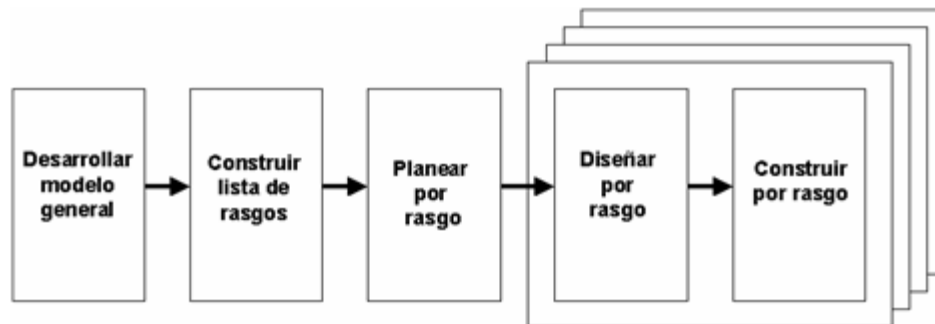 Desarrollar
modelo
general
Construir
lista de
rasgos
Planear
por
rasgo
Diseñar
por
rasgo
Construir
por rasgo